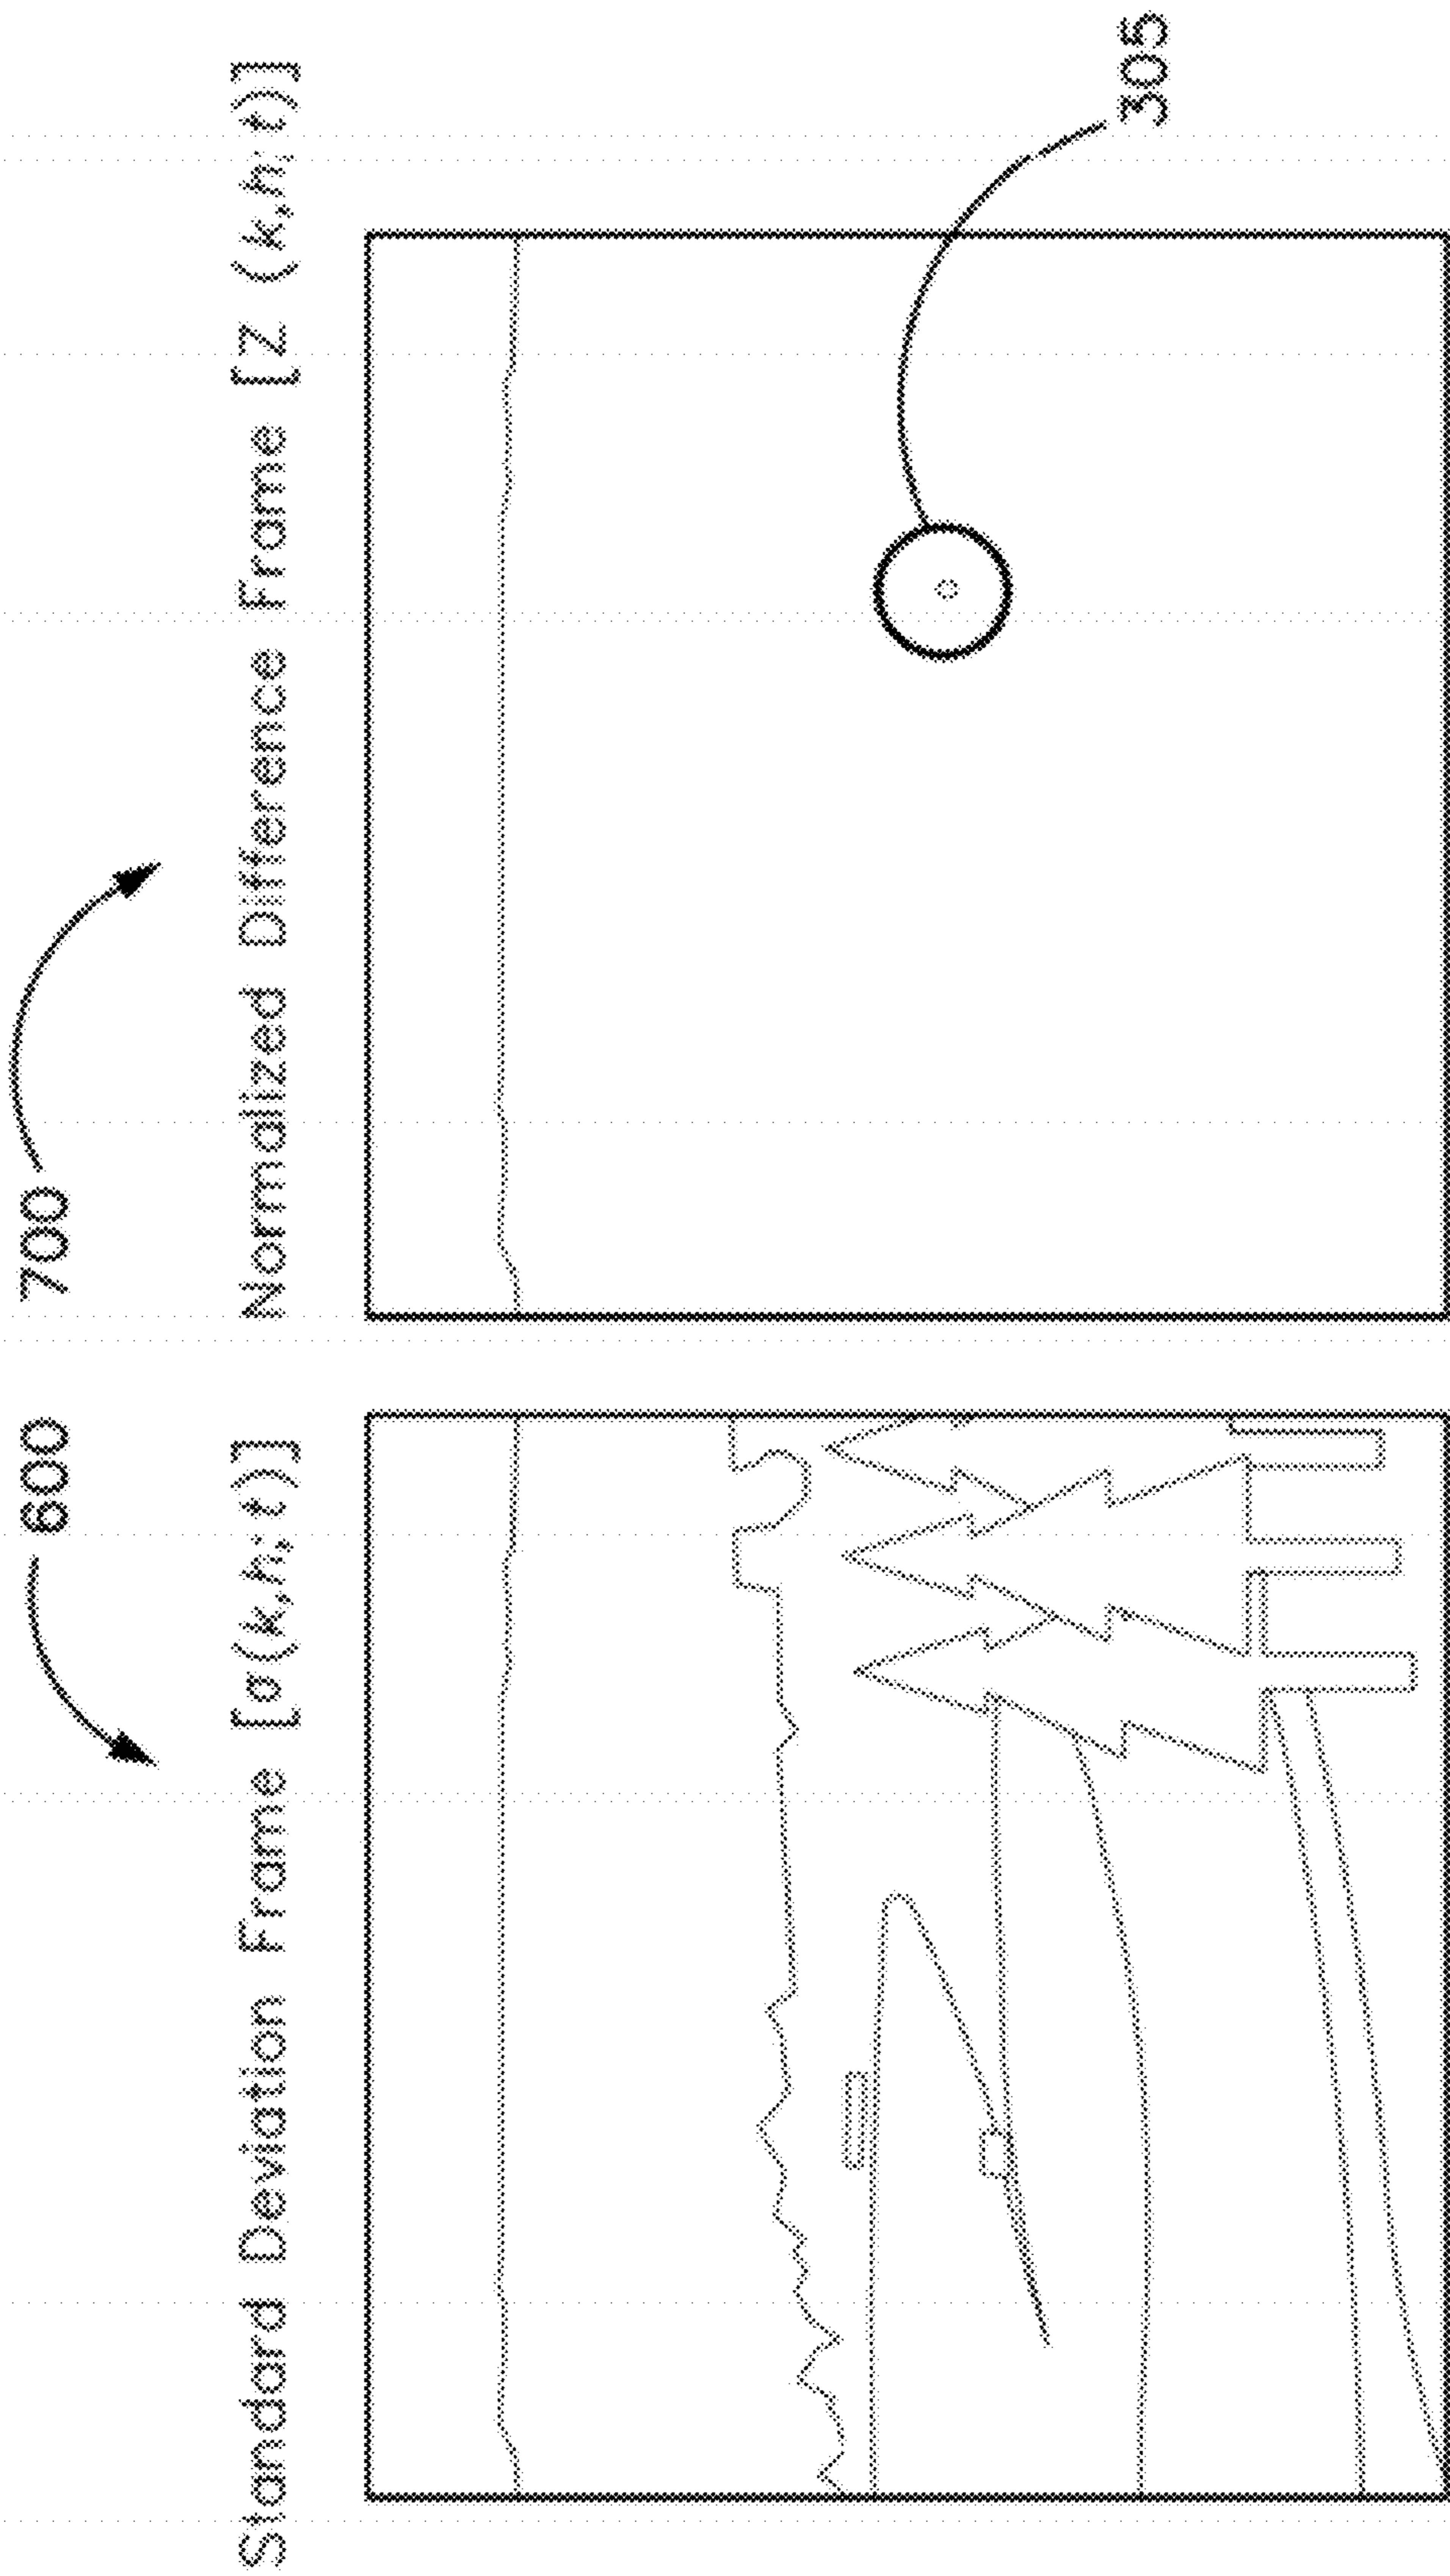 600
700
Standard Deviation Frame [σ(k,h; t)]
Normalized Difference Frame [Z (k,h; t)]
305